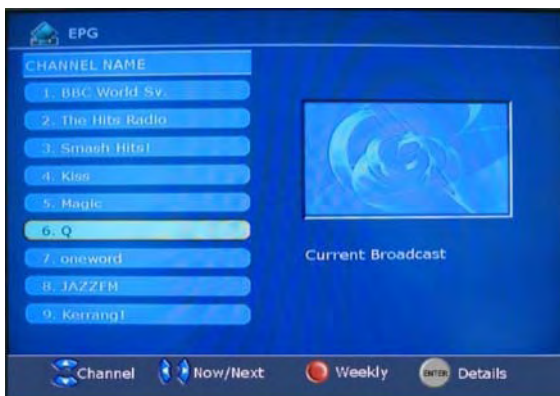 EPG
CHANNEL NAME
1. BBC World Sv.
2. The Hits Radio
3. Smash Hits!
4. Kiss
5. Magic
6. Q
7. oneword
8. JAZZFM
9. Kerrang!
Current Broadcast
Channel Now/Next Weekly ENTER Details